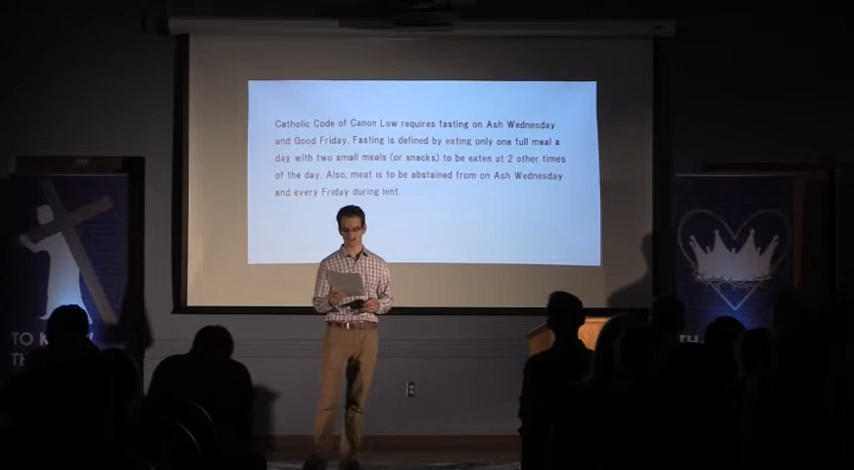 Catholic Code of Canon Law requires fasting on Ash Wednesday
and Good Friday. Fasting is defined by eating only one full meal a
day with two small meals (or snacks) to be eaten at 2 other times
of the day. Also, meat is to be abstained from on Ash Wednesday
and every Friday during lent.
TO